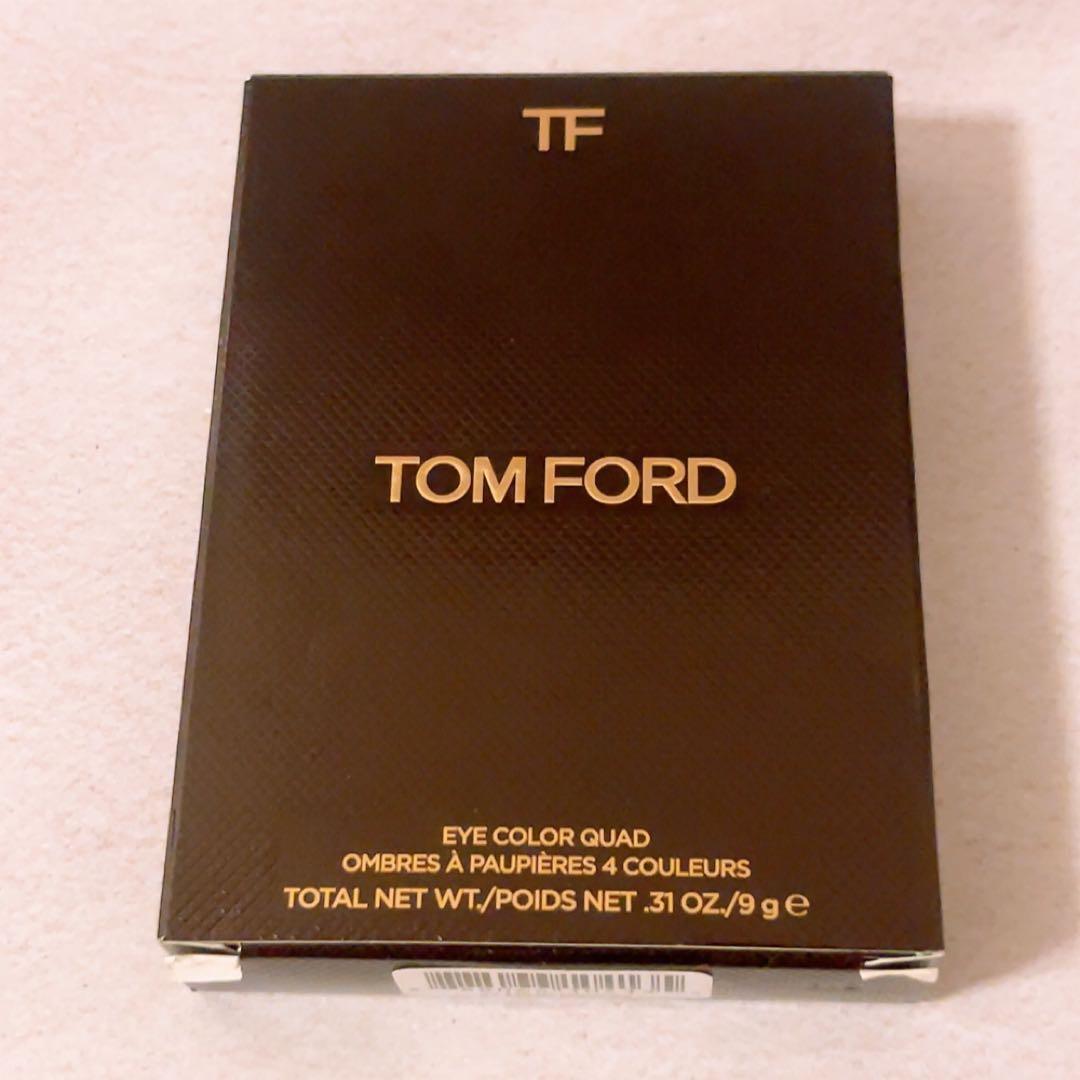 TF
TOM FORD
EYE COLOR QUAD
OMBRES À PAUPIÈRES 4 COULEURS
TOTAL NET WT./POIDS NET .31 OZ./9 g e